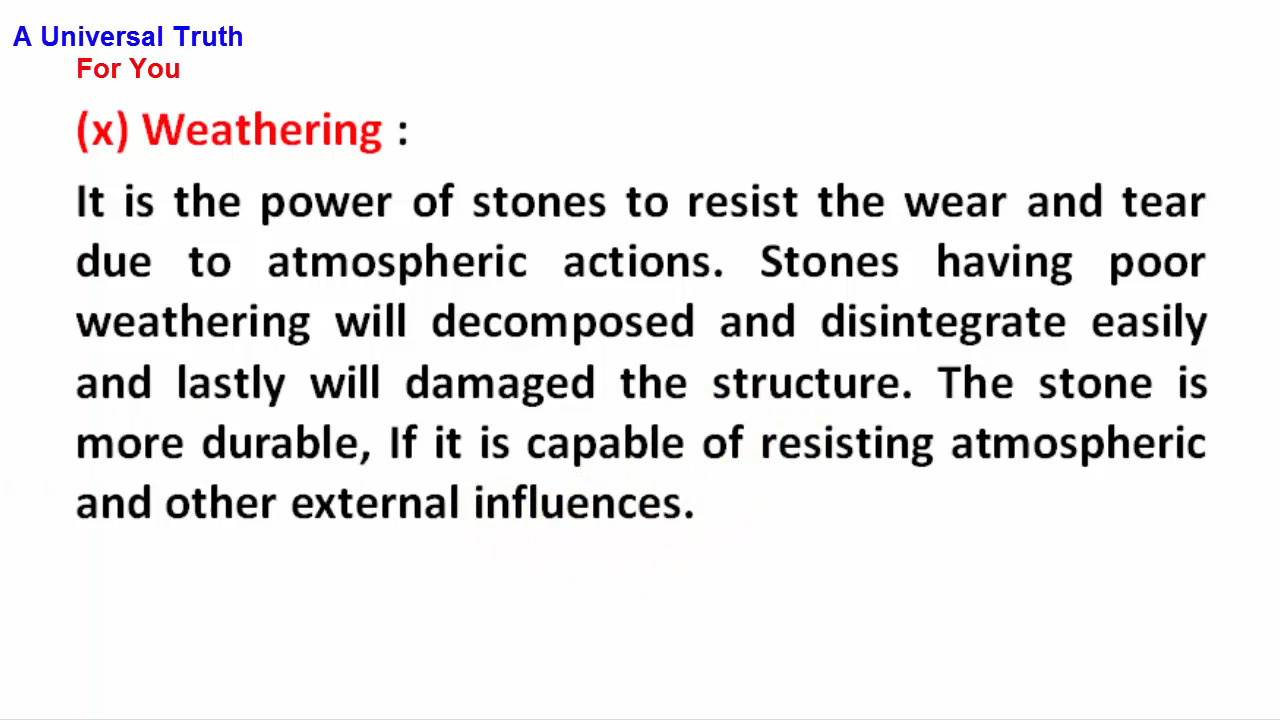 A Universal Truth
For You
(x) Weathering :
It is the power of stones to resist the wear and tear
due to atmospheric actions. Stones having poor
weathering will decomposed and disintegrate easily
and lastly will damaged the structure. The stone is
more durable, If it is capable of resisting atmospheric
and other external influences.